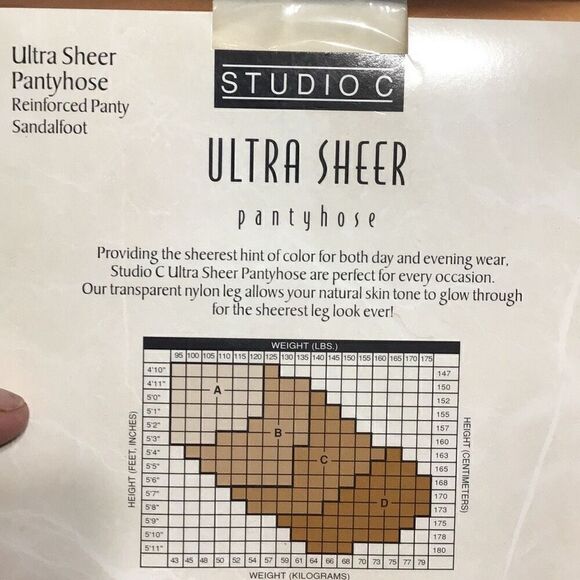 Ultra Sheer
Pantyhose
Reinforced Panty
Sandalfoot
STUDIO C
ULTRA SHEER
pantyhose
Providing the sheerest hint of color for both day and evening wear,
Studio C Ultra Sheer Pantyhose are perfect for every occasion.
Our transparent nylon leg allows your natural skin tone to glow through
for the sheerest leg look ever!
WEIGHT (LBS.)
95 100 105 110 115 120 125 130 135 140 145 150 155 160 165 170 175
HEIGHT (FEET, INCHES)
4'10" 147
4'11" A 150
5'0" 152
5'1" 155
5'2" B 157
5'3" 160
5'4" C 163
5'5" 165
5'6" 168
5'7" D 170
5'8" 173
5'9" 175
5'10" 178
5'11" 180
HEIGHT (CENTIMETERS)
43 45 48 50 52 54 57 59 61 64 66 68 70 73 75 77 79
WEIGHT (KILOGRAMS)